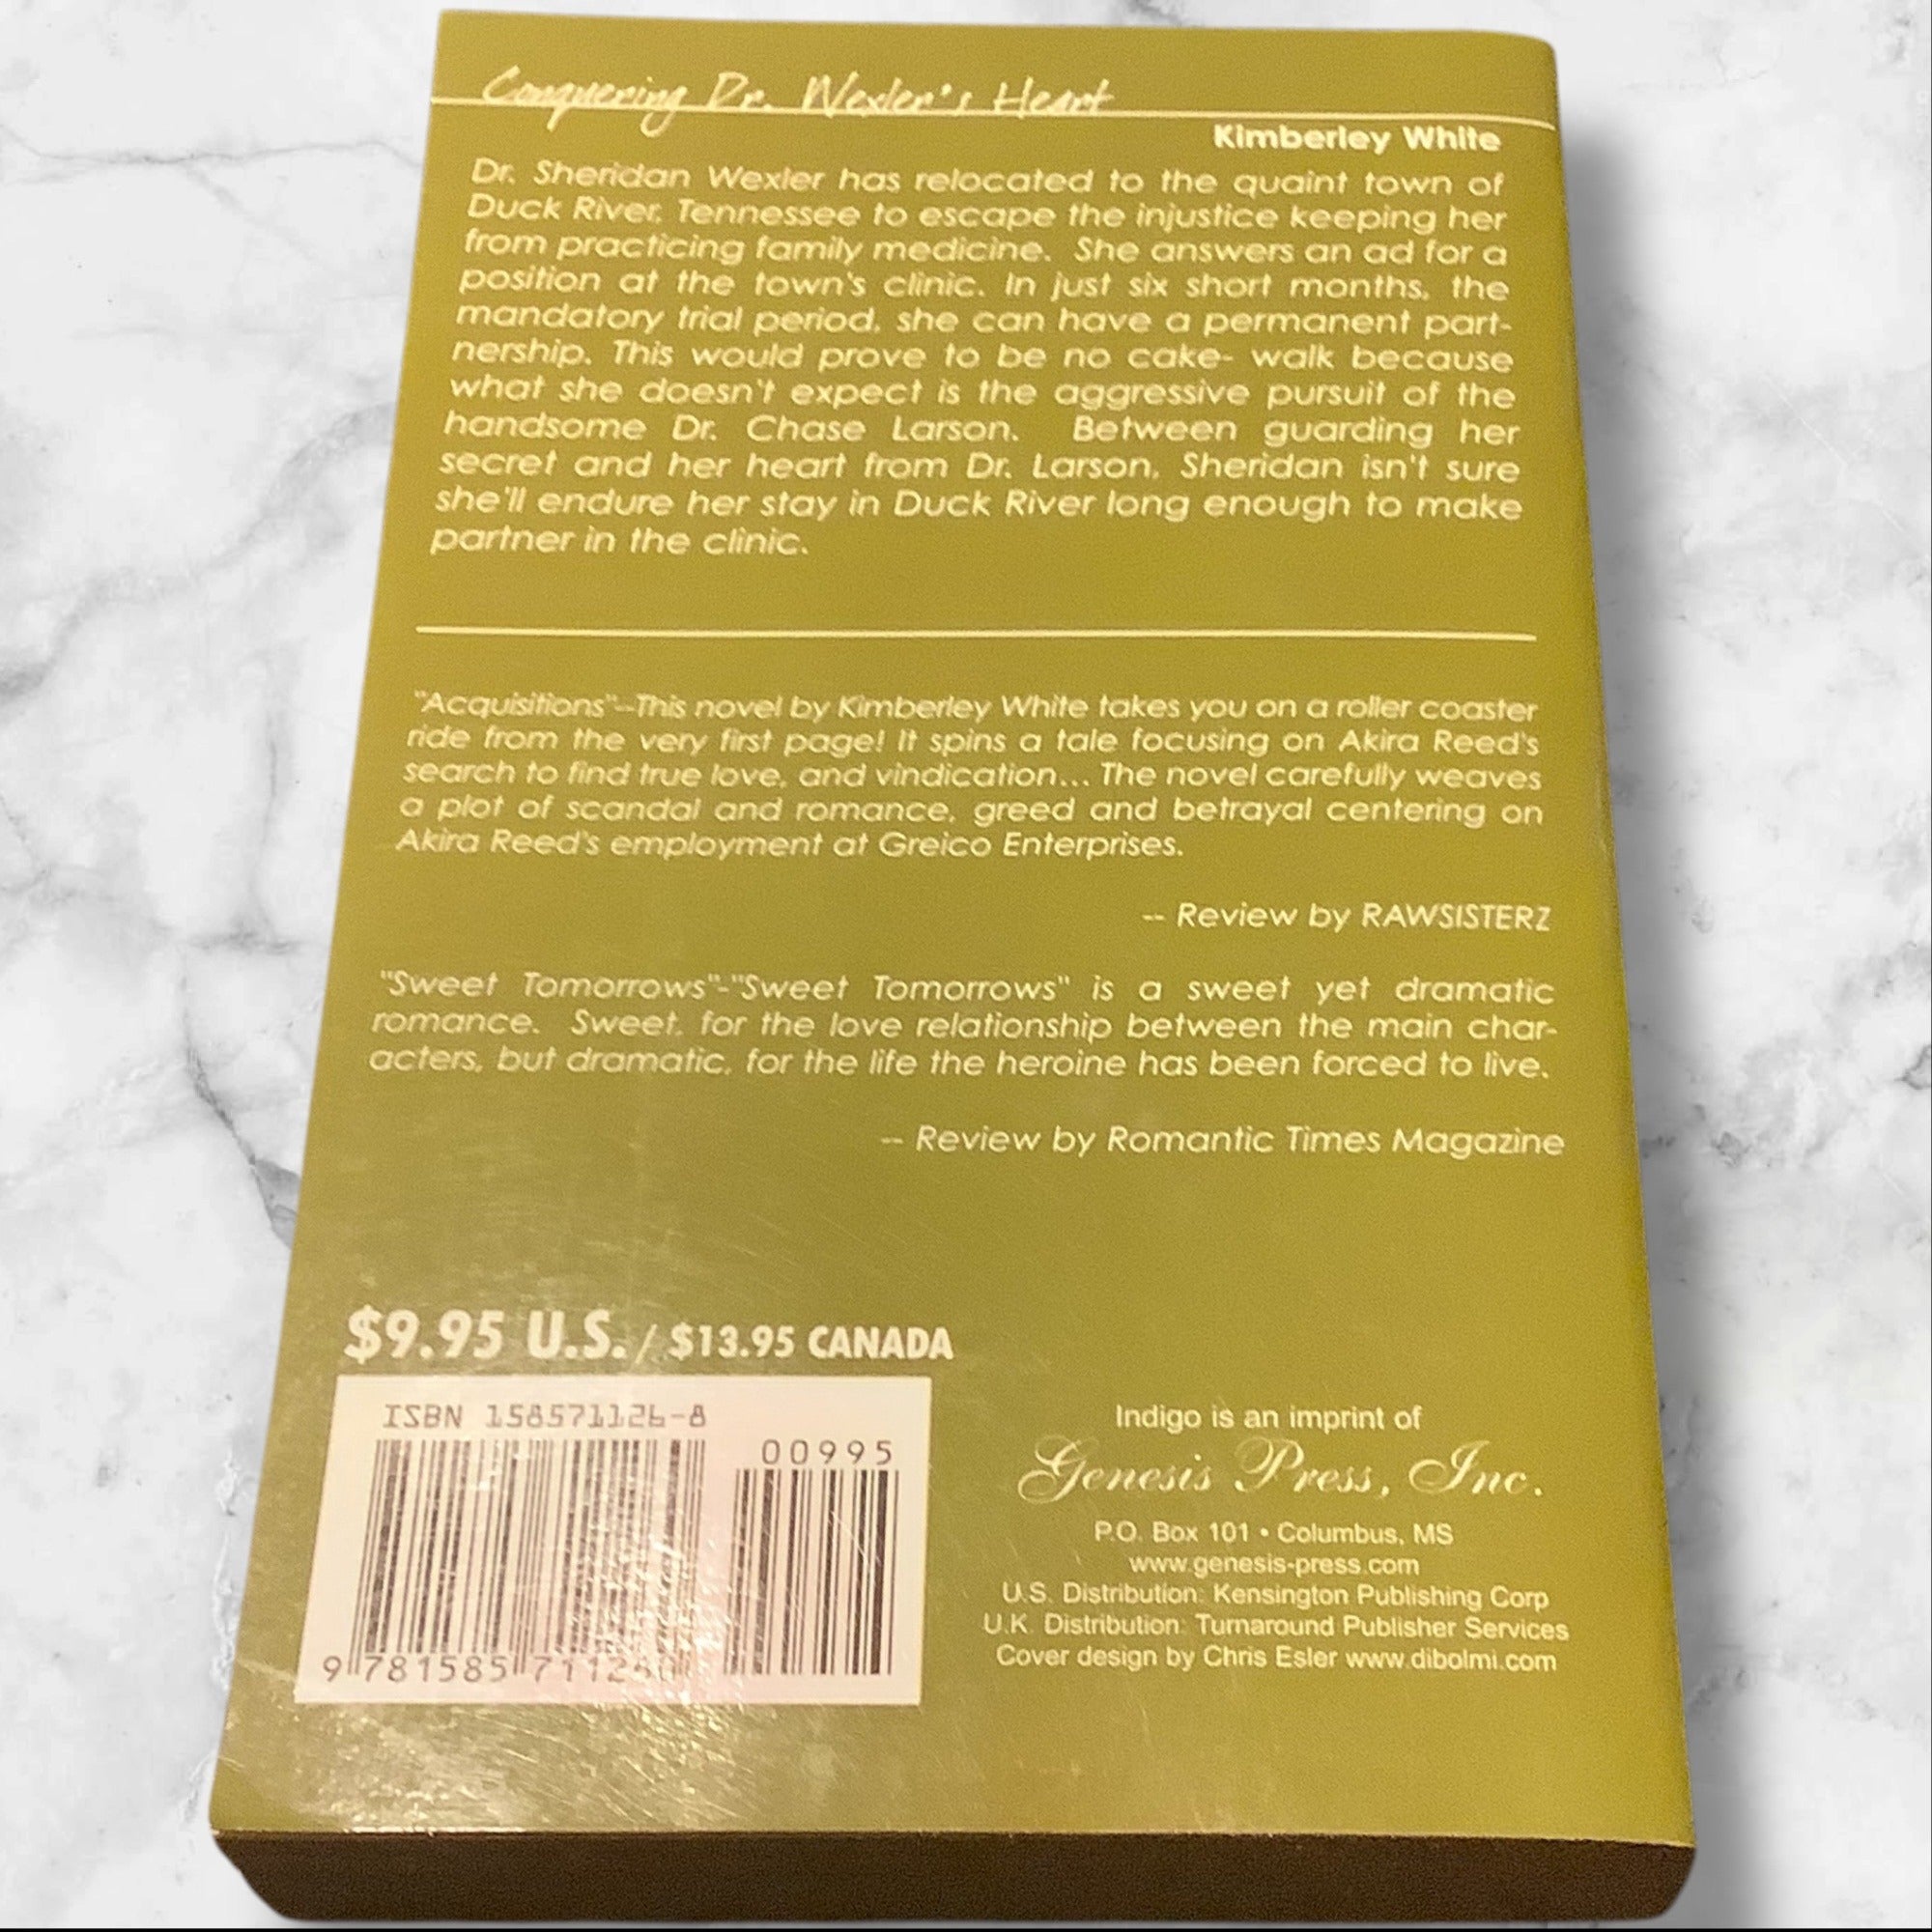 Conquering Dr. Wexler's Heart
Kimberley White
Dr. Sheridan Wexler has relocated to the quaint town of
Duck River, Tennessee to escape the injustice keeping her
from practicing family medicine. She answers an ad for a
position at the town's clinic. In just six short months, the
mandatory trial period, she can have a permanent part-
nership. This would prove to be no cake- walk because
what she doesn't expect is the aggressive pursuit of the
handsome Dr. Chase Larson. Between guarding her
secret and her heart from Dr. Larson, Sheridan isn't sure
she'll endure her stay in Duck River long enough to make
partner in the clinic.
"Acquisitions"--This novel by Kimberley White takes you on a roller coaster
ride from the very first page! It spins a tale focusing on Akira Reed's
search to find true love, and vindication... The novel carefully weaves
a plot of scandal and romance, greed and betrayal centering on
Akira Reed's employment at Greico Enterprises.
-- Review by RAWSISTERZ
"Sweet Tomorrows"-"Sweet Tomorrows" is a sweet yet dramatic
romance. Sweet, for the love relationship between the main char-
acters, but dramatic, for the life the heroine has been forced to live.
-- Review by Romantic Times Magazine
$9.95 U.S. / $13.95 CANADA
ISBN 158571126-8
00995
9 781585
Indigo is an imprint of
Genesis Press, Inc.
P.O. Box 101 • Columbus, MS
www.genesis-press.com
U.S. Distribution: Kensington Publishing Corp
U.K. Distribution: Turnaround Publisher Services
Cover design by Chris Esler www.dibolmi.com